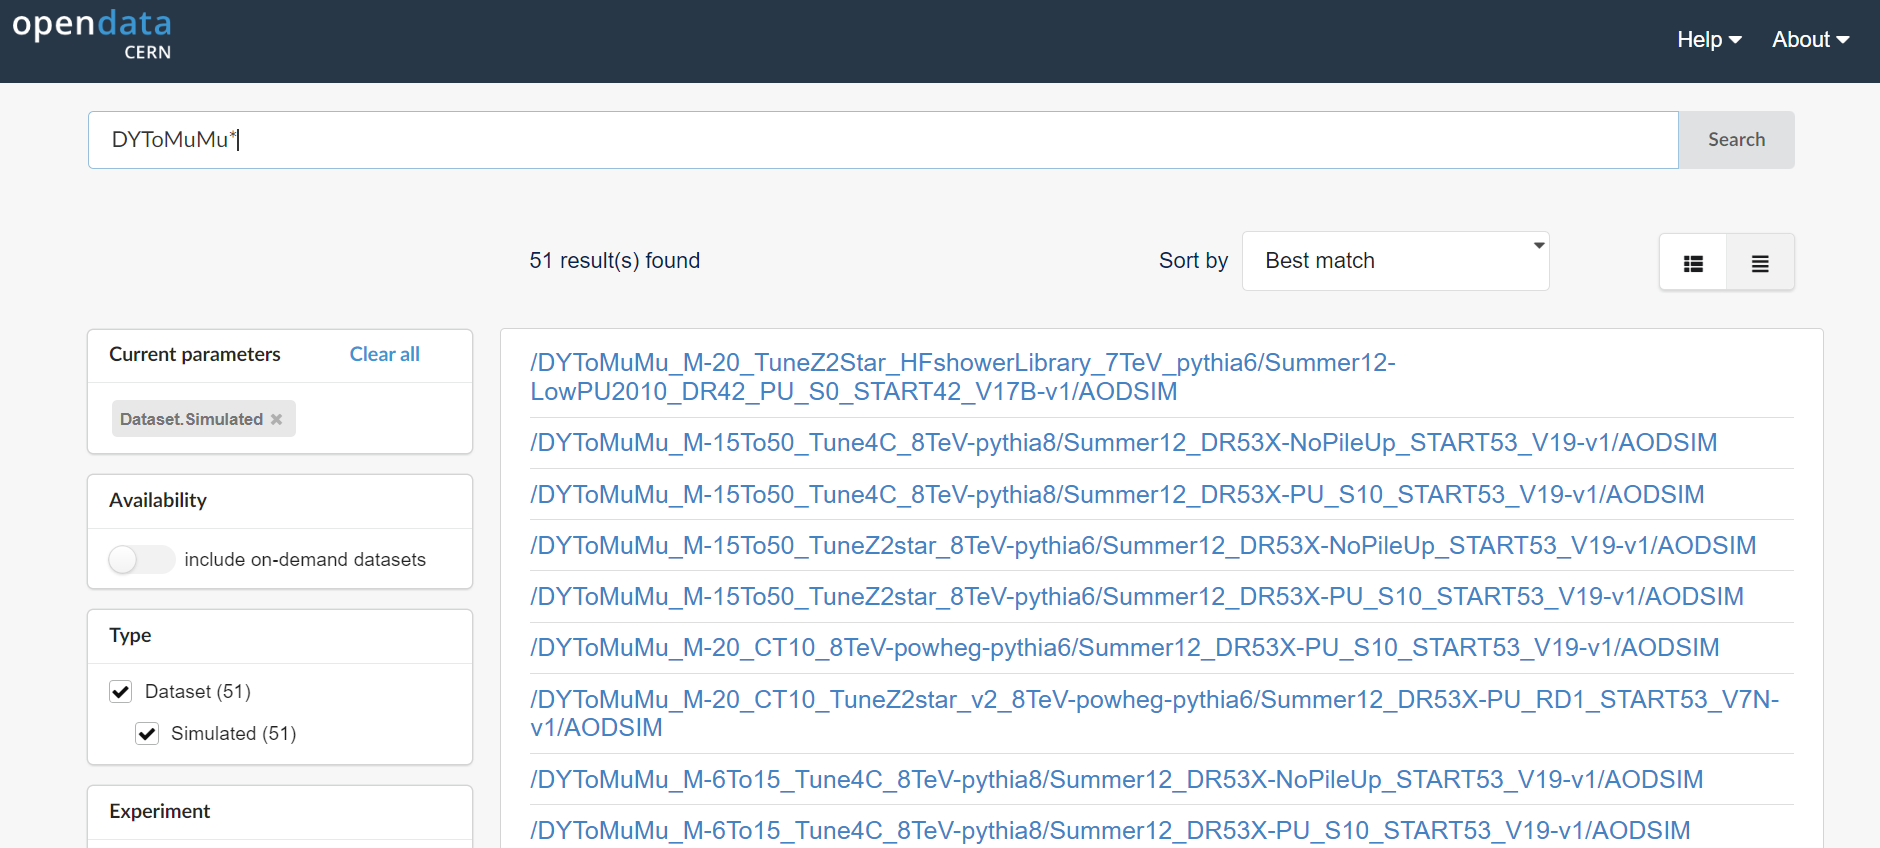 opendata
CERN
Help
About
DYToMuMu*
Search
51 result(s) found
Sort by
Best match
Current parameters
Clear all
Dataset.Simulated ×
Availability
include on-demand datasets
Type
Dataset (51)
Simulated (51)
Experiment
/DYToMuMu_M-20_TuneZ2Star_HFshowerLibrary_7TeV_pythia6/Summer12-
LowPU2010_DR42_PU_S0_START42_V17B-v1/AODSIM
/DYToMuMu_M-15To50_Tune4C_8TeV-pythia8/Summer12_DR53X-NoPileUp_START53_V19-v1/AODSIM
/DYToMuMu_M-15To50_Tune4C_8TeV-pythia8/Summer12_DR53X-PU_S10_START53_V19-v1/AODSIM
/DYToMuMu_M-15To50_TuneZ2star_8TeV-pythia6/Summer12_DR53X-NoPileUp_START53_V19-v1/AODSIM
/DYToMuMu_M-15To50_TuneZ2star_8TeV-pythia6/Summer12_DR53X-PU_S10_START53_V19-v1/AODSIM
/DYToMuMu_M-20_CT10_8TeV-powheg-pythia6/Summer12_DR53X-PU_S10_START53_V19-v1/AODSIM
/DYToMuMu_M-20_CT10_TuneZ2star_v2_8TeV-powheg-pythia6/Summer12_DR53X-PU_RD1_START53_V7N-
v1/AODSIM
/DYToMuMu_M-6To15_Tune4C_8TeV-pythia8/Summer12_DR53X-NoPileUp_START53_V19-v1/AODSIM
/DYToMuMu_M-6To15_Tune4C_8TeV-pythia8/Summer12_DR53X-PU_S10_START53_V19-v1/AODSIM